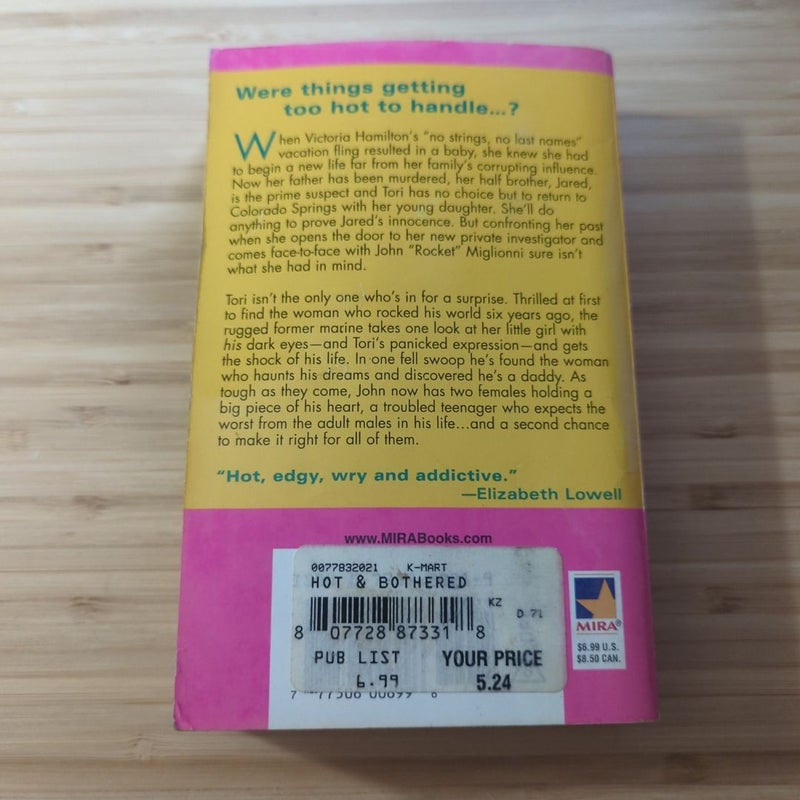 Were things getting
too hot to handle...?
When Victoria Hamilton's "no strings, no last names"
vacation fling resulted in a baby, she knew she had
to begin a new life far from her family's corrupting influence.
Now her father has been murdered, her half brother, Jared,
is the prime suspect and Tori has no choice but to return to
Colorado Springs with her young daughter. She'll do
anything to prove Jared's innocence. But confronting her past
when she opens the door to her new private investigator and
comes face-to-face with John "Rocket" Miglionni sure isn't
what she had in mind.
Tori isn't the only one who's in for a surprise. Thrilled at first
to find the woman who rocked his world six years ago, the
rugged former marine takes one look at her little girl with
his dark eyes—and Tori's panicked expression—and gets
the shock of his life. In one fell swoop he's found the woman
who haunts his dreams and discovered he's a daddy. As
tough as they come, John now has two females holding a
big piece of his heart, a troubled teenager who expects the
worst from the adult males in his life...and a second chance
to make it right for all of them.
"Hot, edgy, wry and addictive."
—Elizabeth Lowell
www.MIRABooks.com
0077832021 K-MART
HOT & BOTHERED
KZ D 71
8 07728 87331 8
PUB LIST YOUR PRICE
6.99 5.24
MIRA®
$6.99 U.S.
$8.50 CAN.